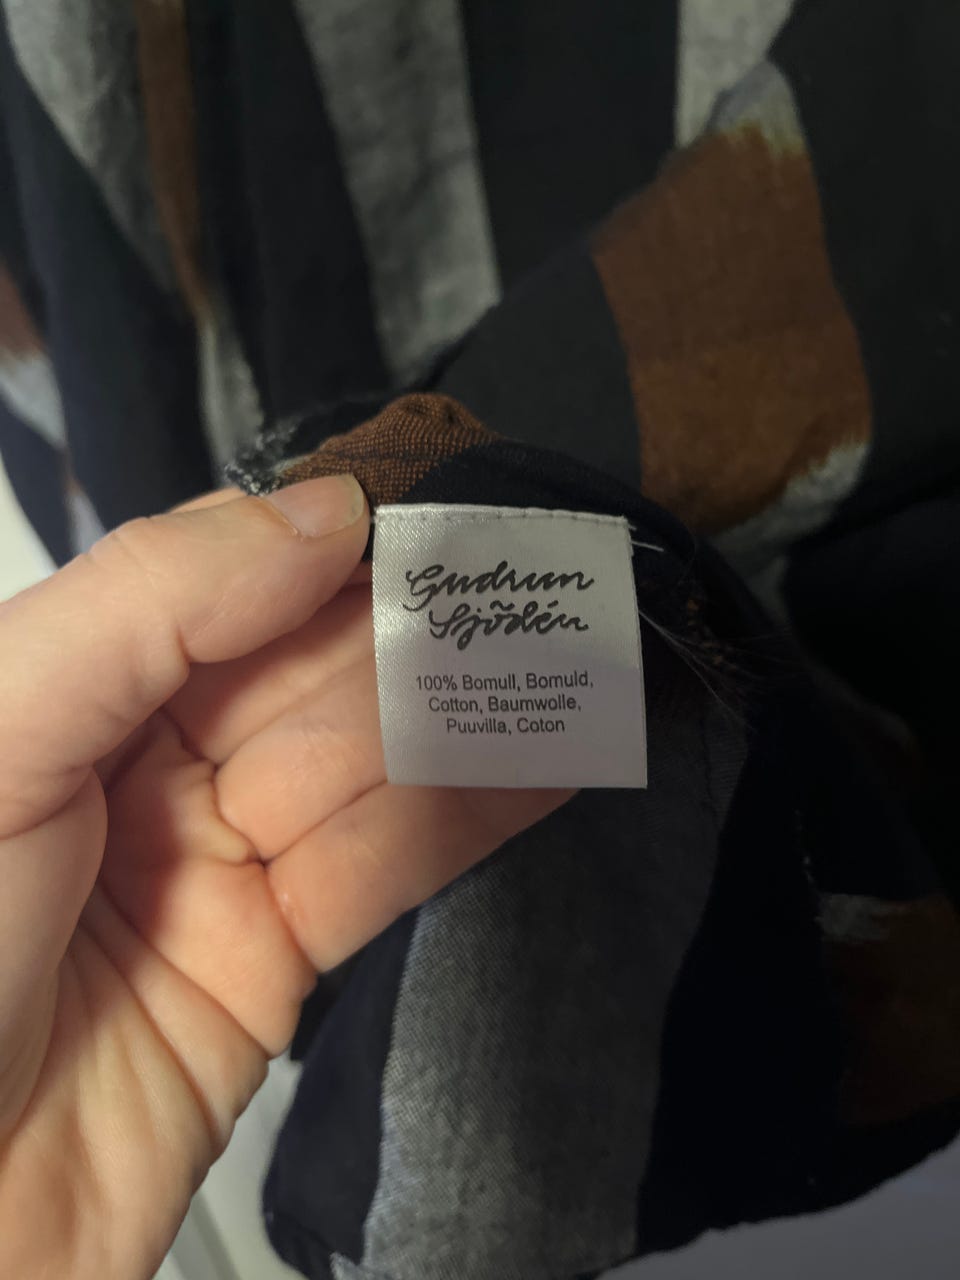 Gudrun
Sjödén
100% Bomull, Bomuld,
Cotton, Baumwolle,
Puuvilla, Coton